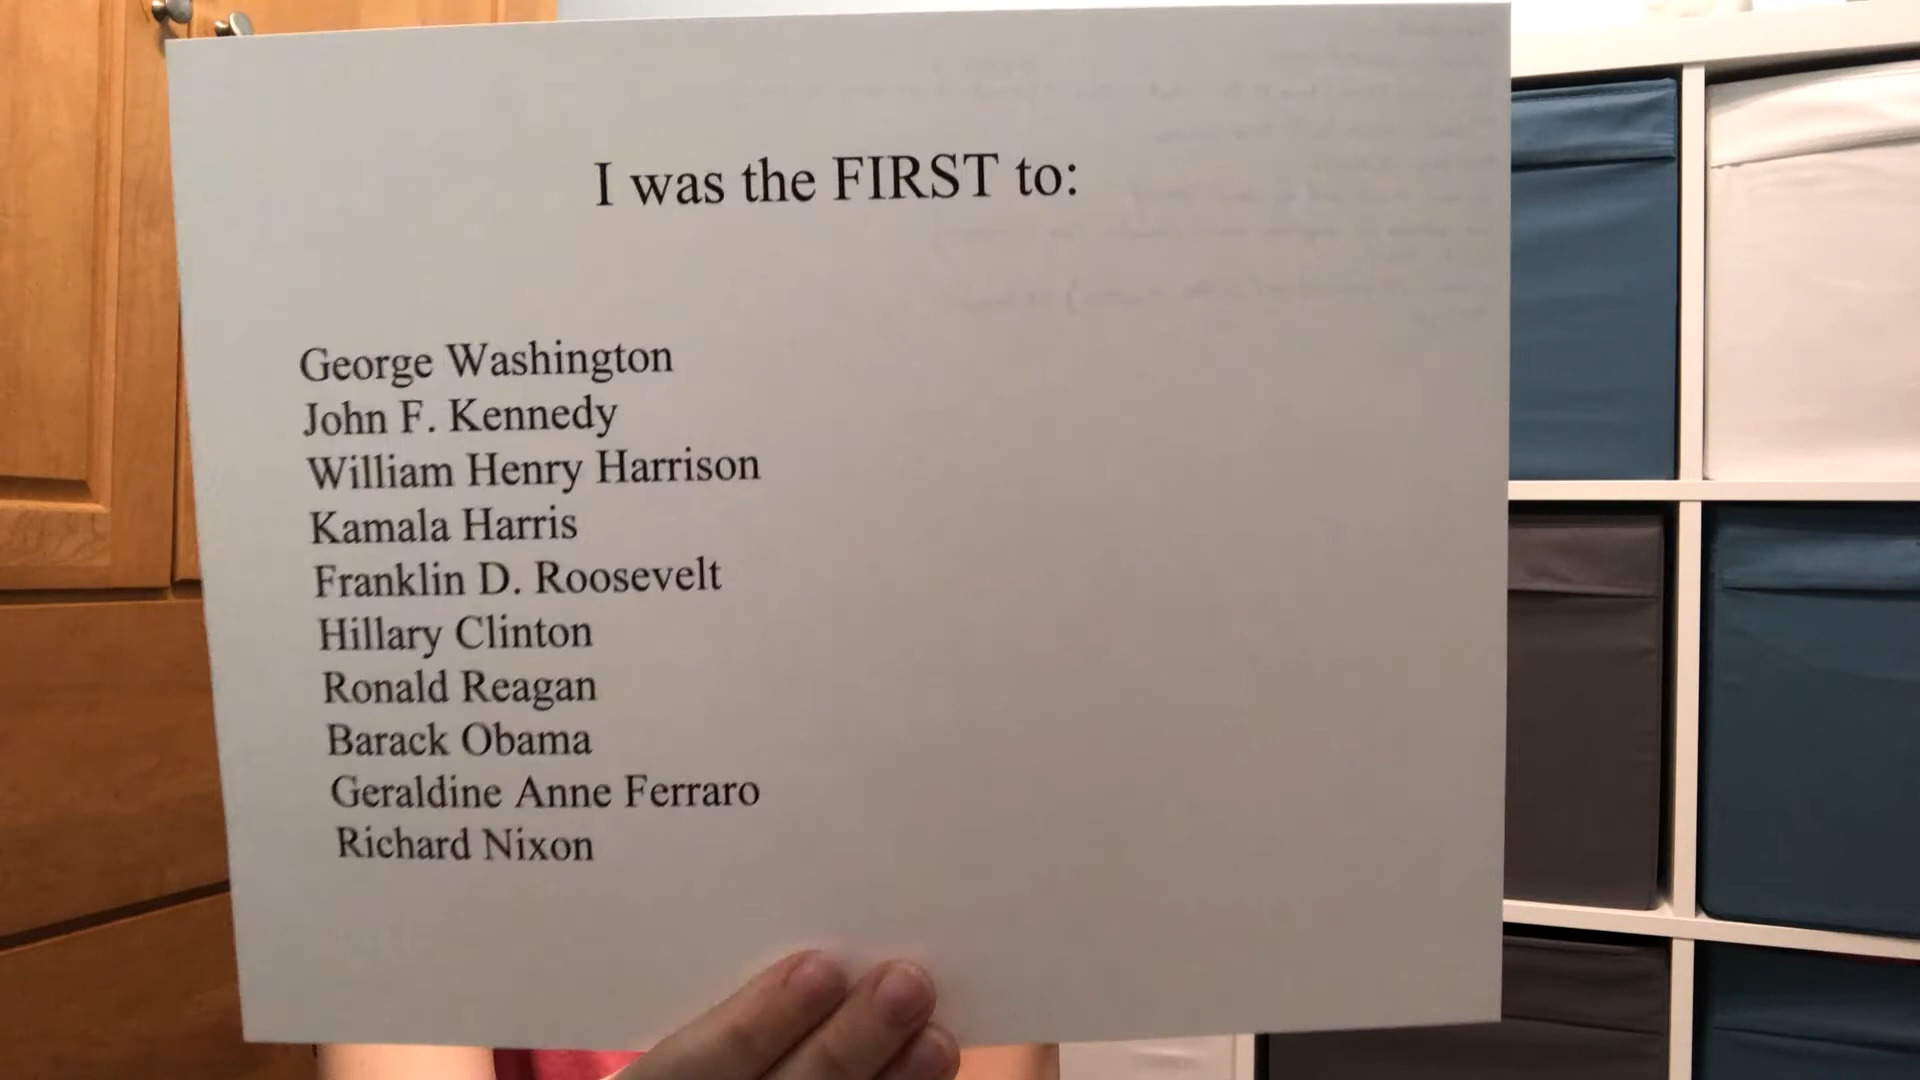 I was the FIRST to:
George Washington
John F. Kennedy
William Henry Harrison
Kamala Harris
Franklin D. Roosevelt
Hillary Clinton
Ronald Reagan
Barack Obama
Geraldine Anne Ferraro
Richard Nixon